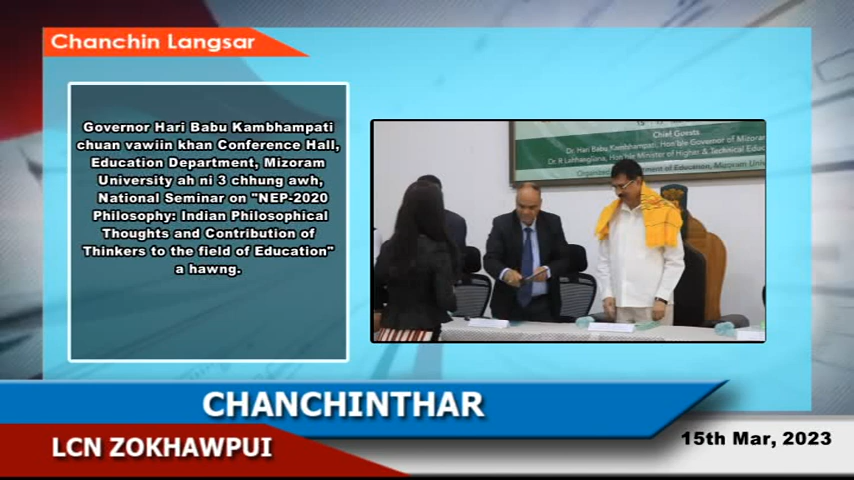 Chanchin Langsar
Governor Hari Babu Kambhampati
chuan vawiin khan Conference Hall,
Education Department, Mizoram
University ah ni 3 chhung awh,
National Seminar on "NEP-2020
Philosophy: Indian Philosophical
Thoughts and Contribution of
Thinkers to the field of Education"
a hawng.
Chief Guests
Dr. Hari Babu Kambhampati, Hon'ble Governor of Mizoram
Dr. R Lalthangliana, Hon'ble Minister of Higher & Technical
of Education, Mizoram
CHANCHINTHAR
LCN ZOKHAWPUI
15th Mar, 2023